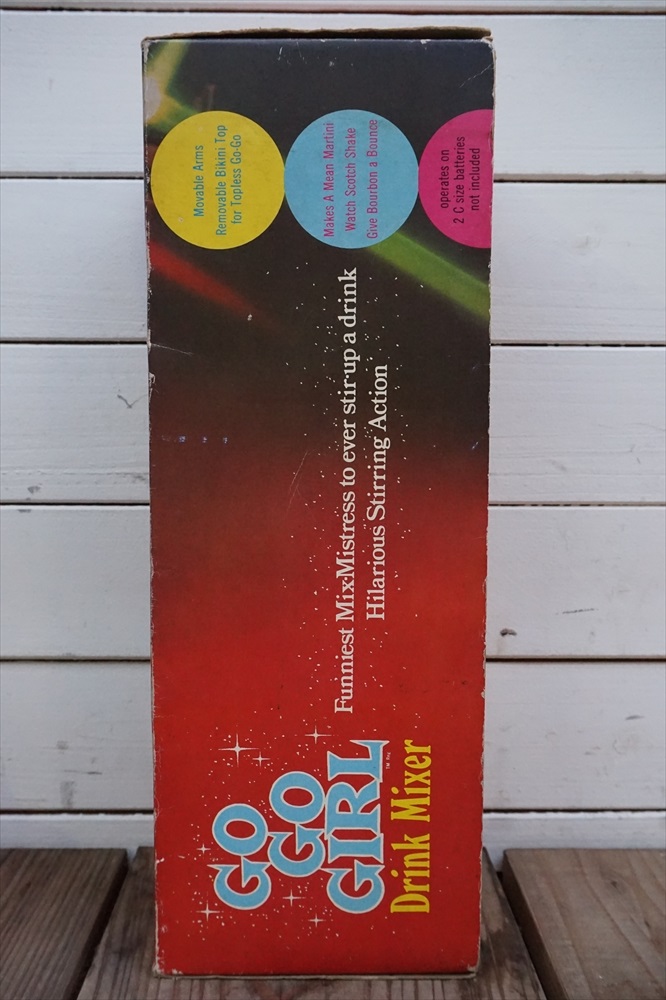 GO
GO
GIRL
Drink Mixer
Funniest Mix-Mistress to ever stir up a drink
Hilarious Stirring Action
Movable Arms
Removable Bikini Top
for Topless Go-Go
Makes A Mean Martini
Watch Scotch Shake
Give Bourbon a Bounce
operates on
2 C size batteries
not included